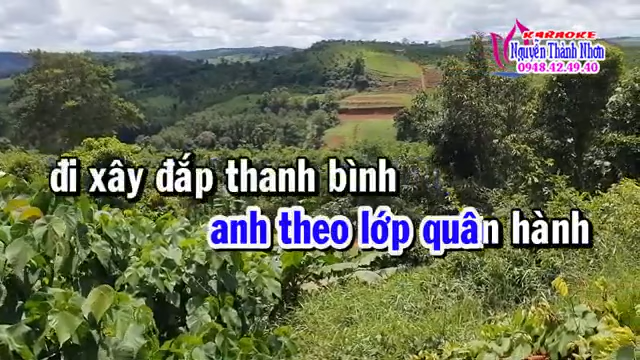 KARAOKE
Nguyễn Thành Nhơn
0948.42.49.40
đi xây đắp thanh bình
anh theo lớp quân hành